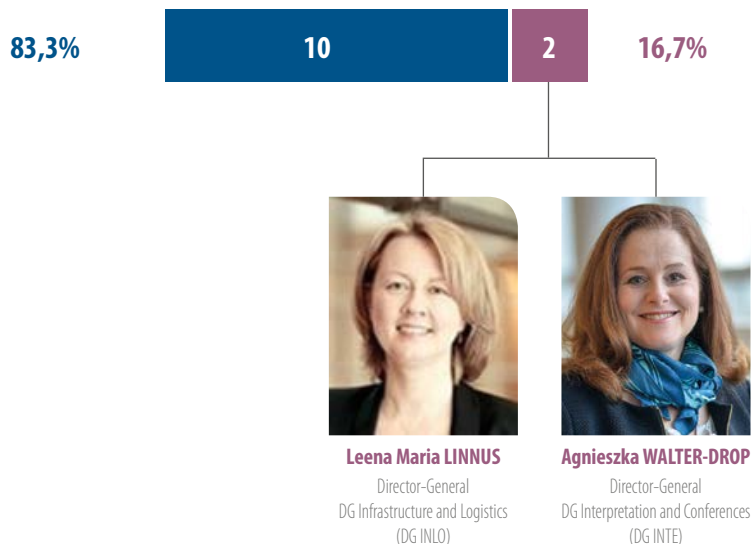 83,3% 10 2 16,7%
Leena Maria LINNUS
Director-General
DG Infrastructure and Logistics
(DG INLO)
Agnieszka WALTER-DROP
Director-General
DG Interpretation and Conferences
(DG INTE)